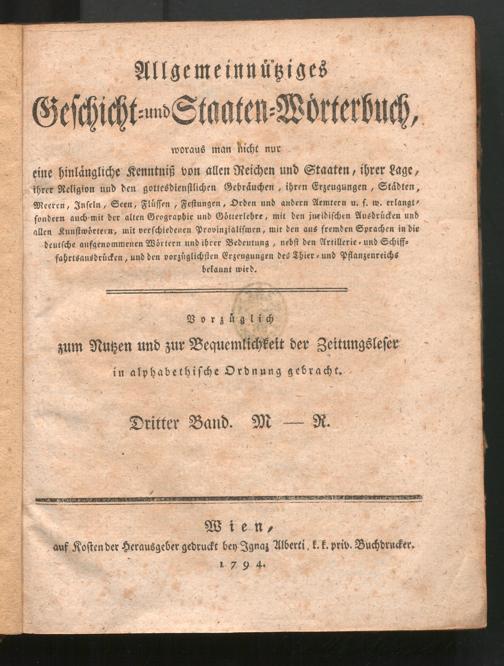 Allgemeinnütziges
Geschicht-und Staaten-Wörterbuch,
woraus man nicht nur
eine hinlängliche Kenntniß von allen Reichen und Staaten, ihrer Lage,
ihrer Religion und den gottesdienstlichen Gebräuchen, ihren Erzeugungen, Städten,
Meeren, Inseln, Seen, Flüssen, Festungen, Orden und andern Aemtern u. s. w. erlangt-
sondern auch mit der alten Geographie und Götterlehre, mit den juridischen Ausdrücken und
allen Kunstwörtern, mit verschiedenen Provinzialismen, mit den aus fremden Sprachen in die
deutsche aufgenommenen Wörtern und ihrer Bedeutung, nebst den Artillerie- und Schiff-
fahrtsausdrücken, und den vorzüglichsten Erzeugungen des Thier- und Pflanzenreichs
bekannt wird.
Vorzüglich
zum Nutzen und zur Bequemlichkeit der Zeitungsleser
in alphabethische Ordnung gebracht.
Dritter Band. M — R.
Wien,
auf Kosten der Herausgeber gedruckt bey Ignaz Alberti, k. k. priv. Buchdrucker.
1794.